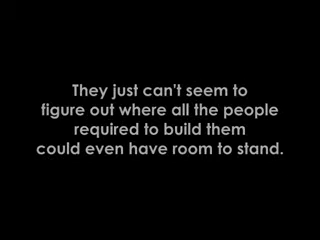 They just can't seem to
figure out where all the people
required to build them
could even have room to stand.